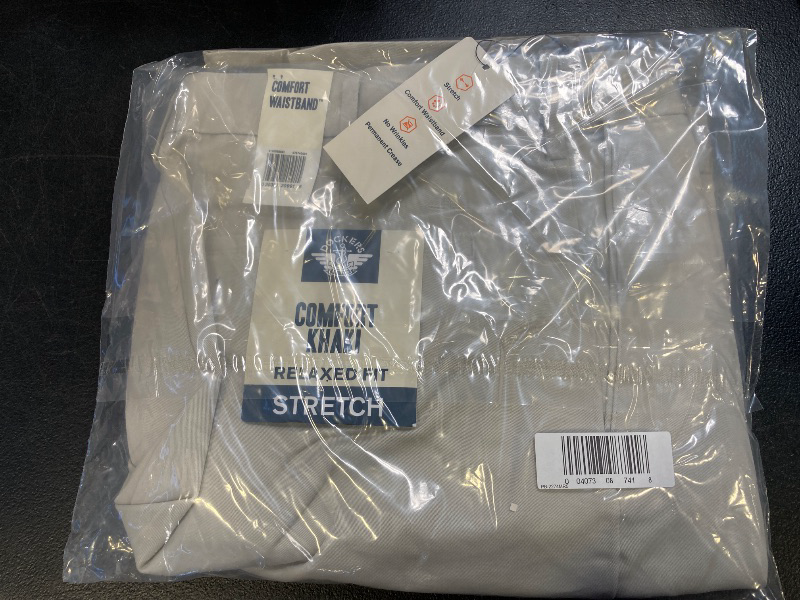 COMFORT
WAISTBAND
Stretch
Comfort Waistband
No Wrinkles
Permanent Crease
DOCKERS
COMFORT
KHAKI
RELAXED FIT
STRETCH
0 04073 08 741 8